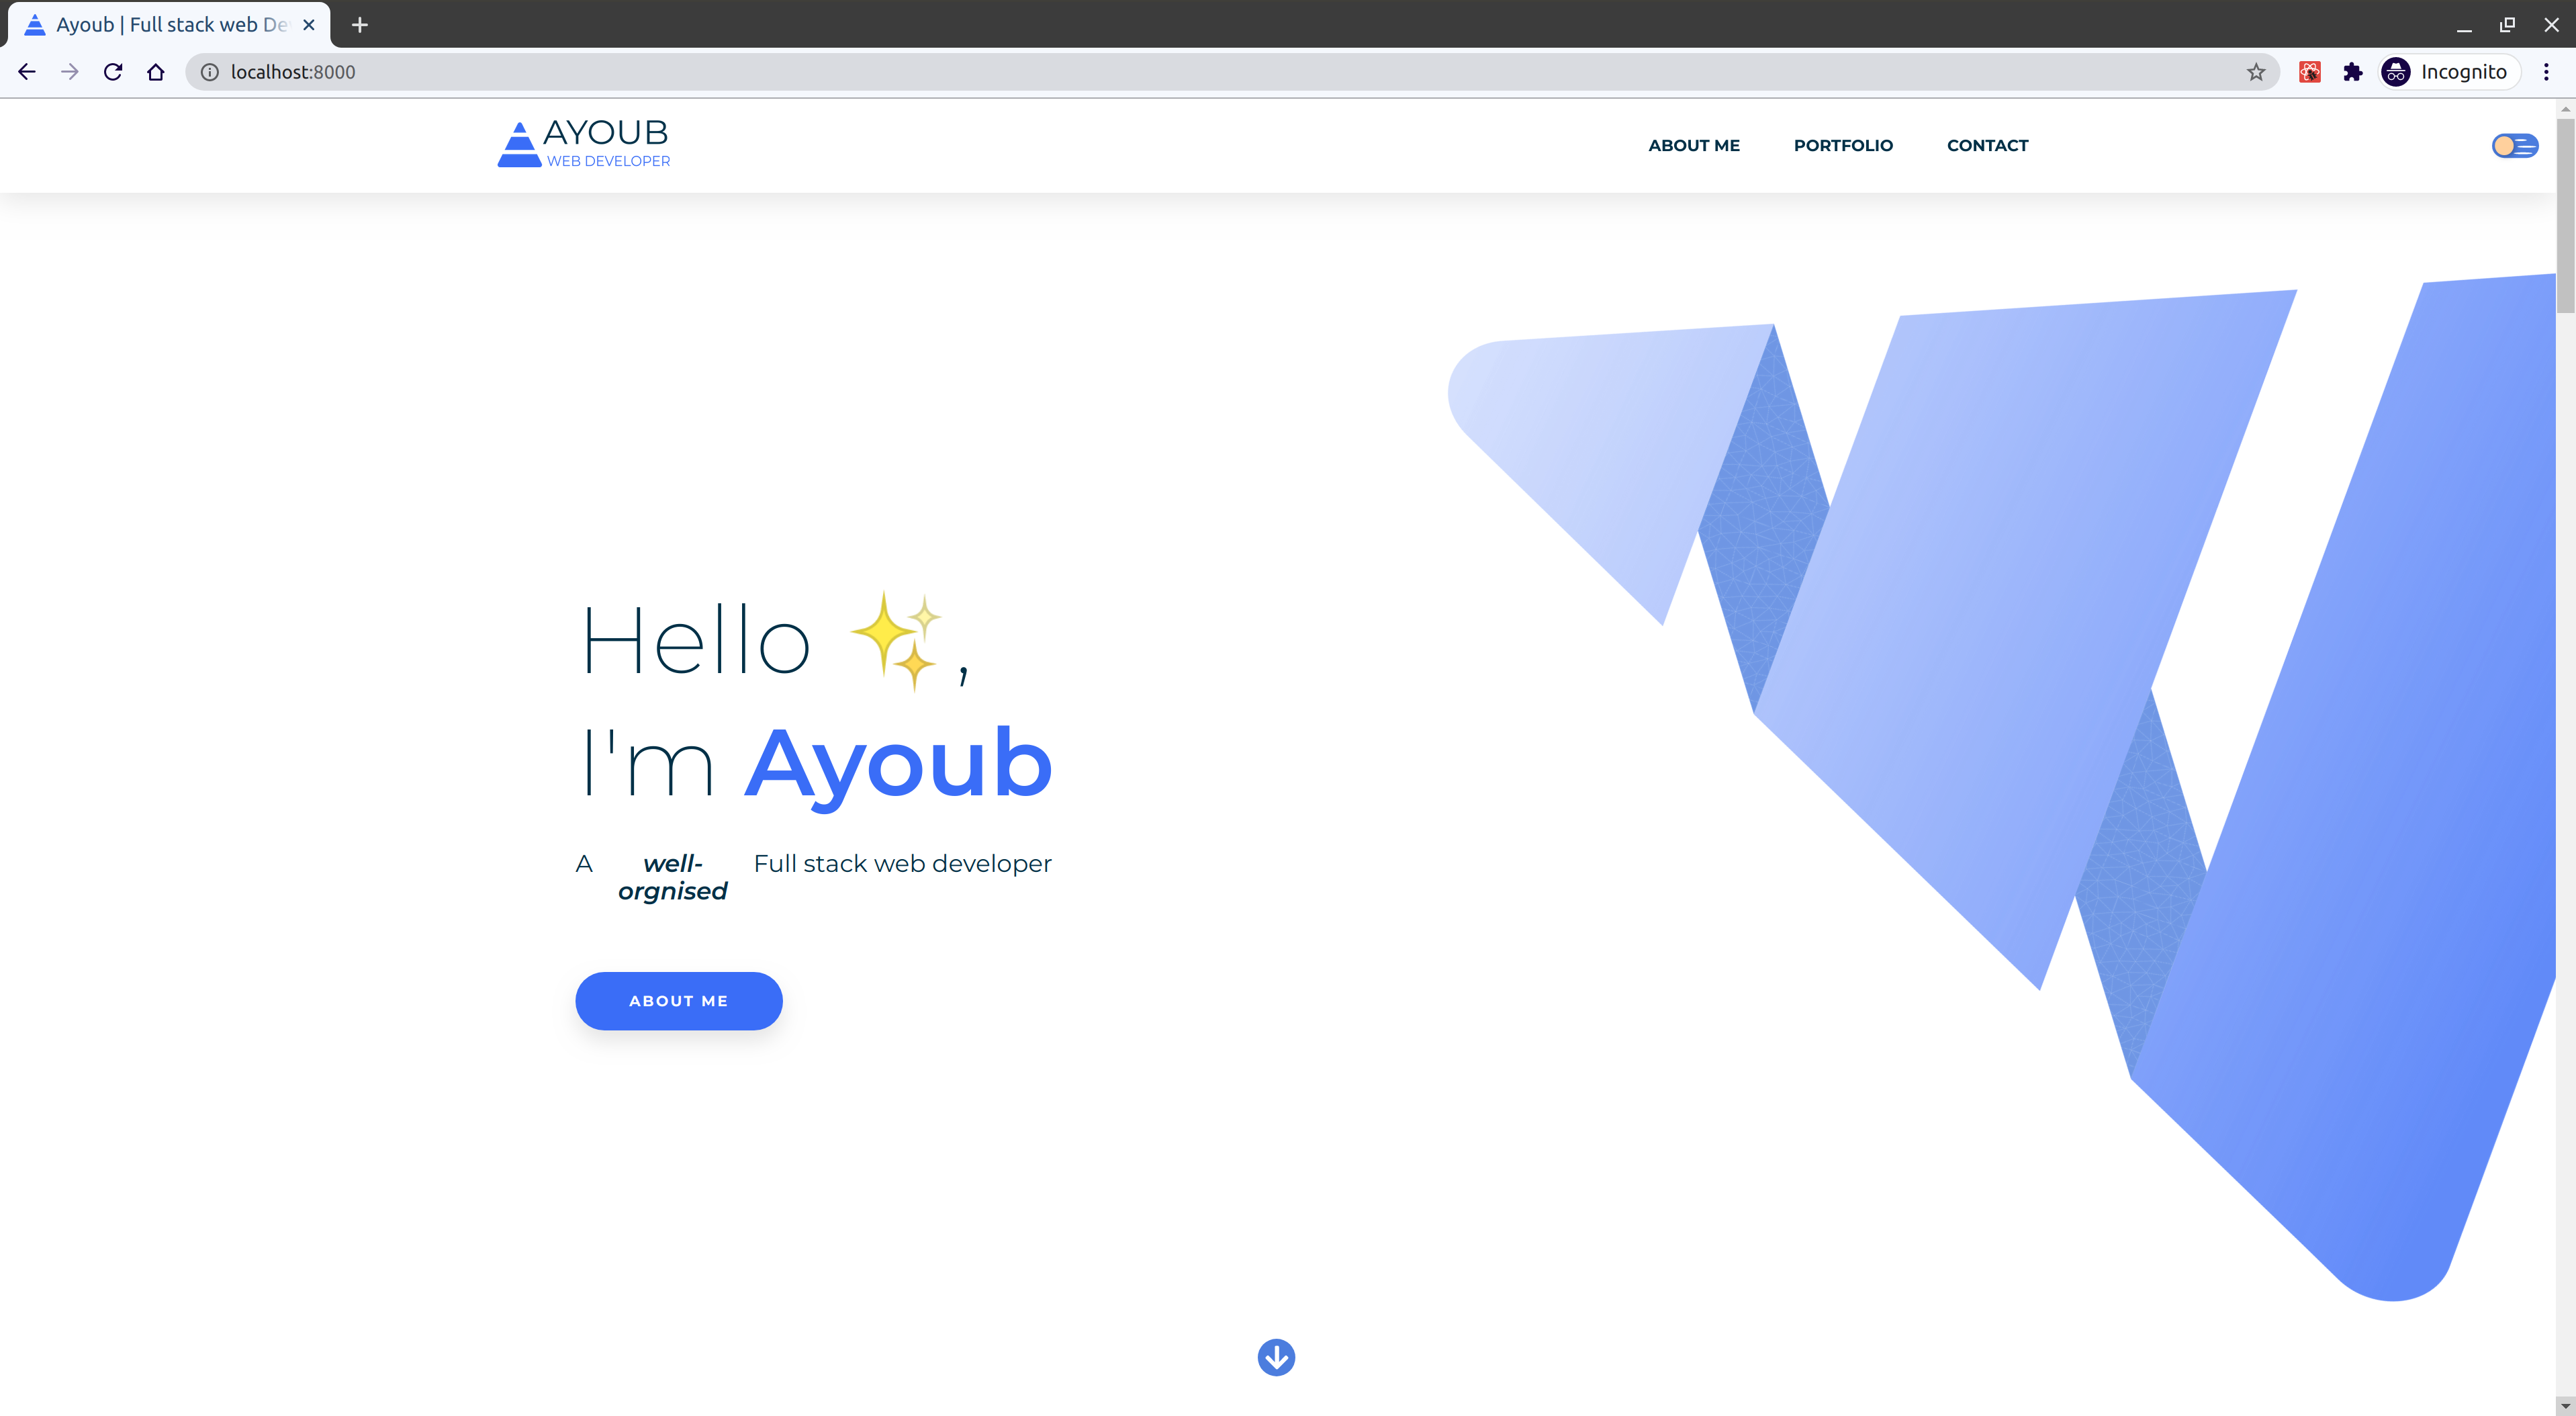 Ayoub | Full stack web De
localhost:8000
Incognito
AYOUB
WEB DEVELOPER
ABOUT ME
PORTFOLIO
CONTACT
Hello ✨,
I'm Ayoub
A well- Full stack web developer
orgnised
ABOUT ME